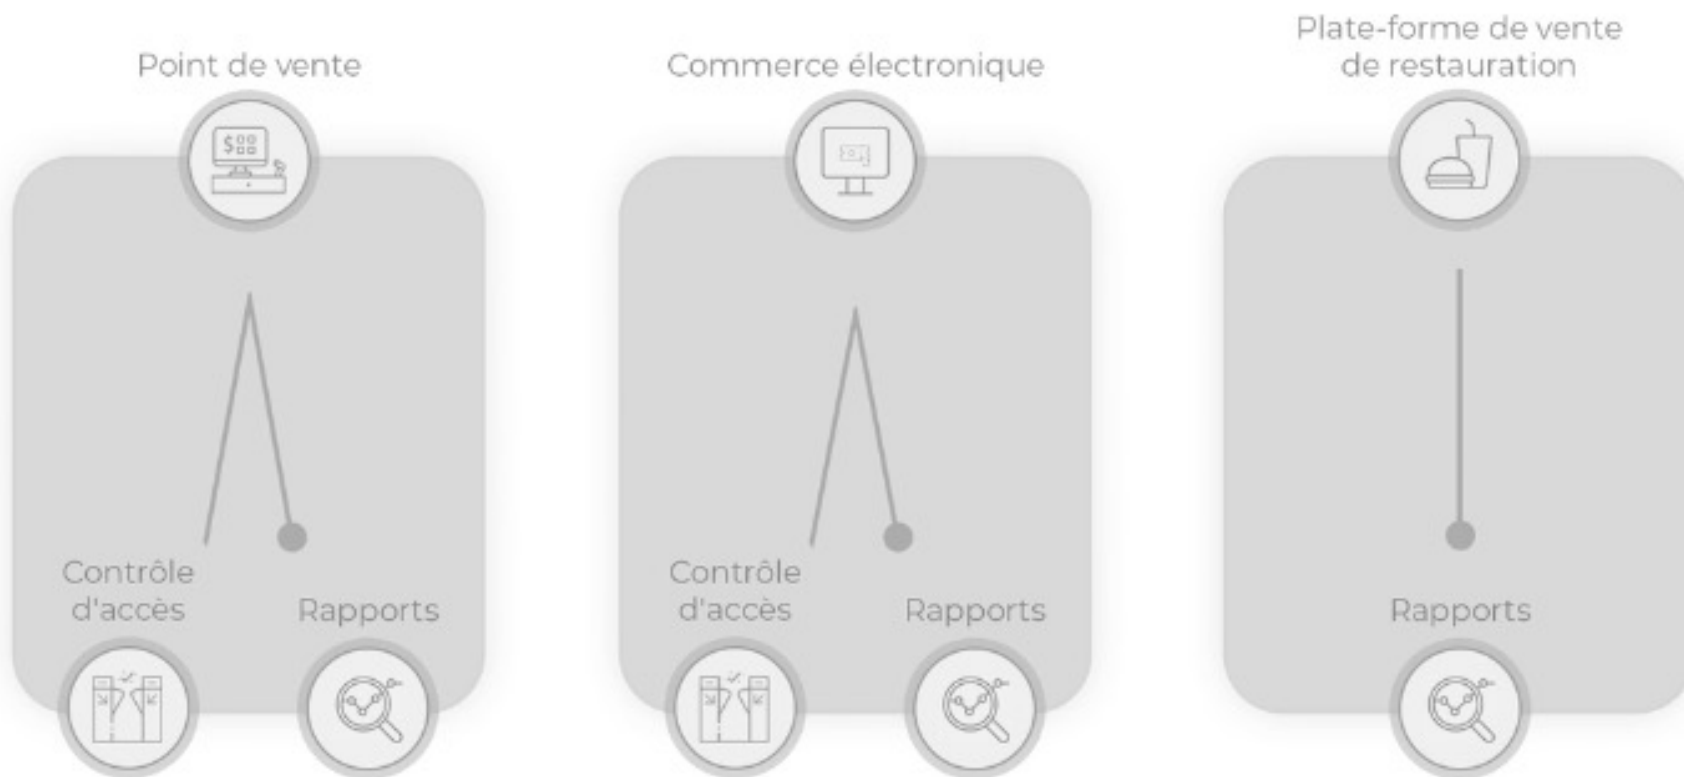 Point de vente
Contrôle
d'accès
Rapports
Commerce électronique
Contrôle
d'accès
Rapports
Plate-forme de vente
de restauration
Rapports